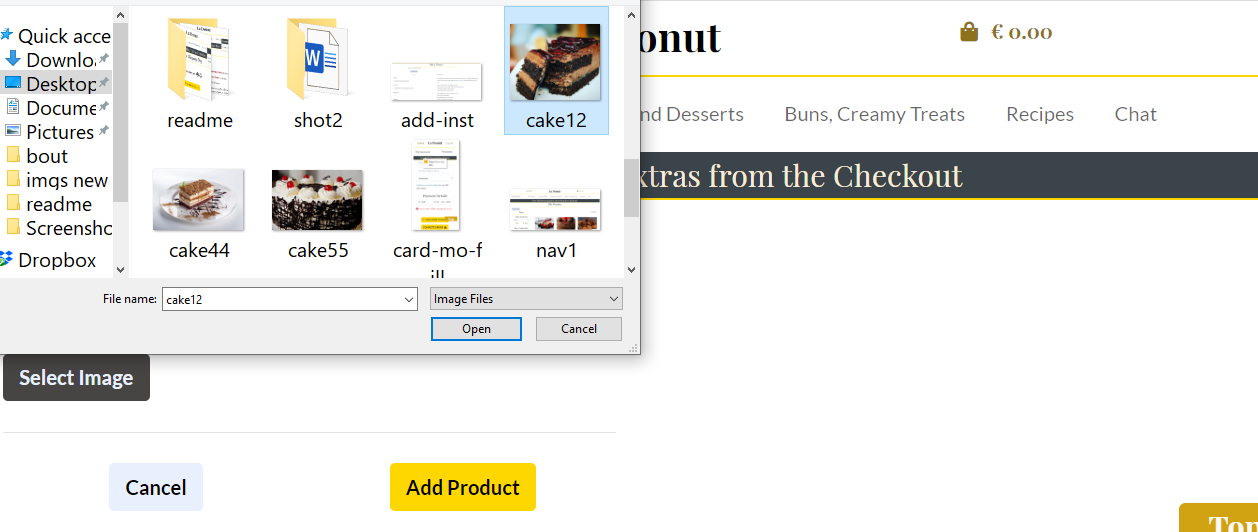 Quick acce
Downloa
Desktop
Docume
Pictures
bout
imgs new
readme
Screensho
Dropbox
readme
shot2
add-inst
cake12
cake44
cake55
card-mo-f
ill
nav1
File name:
cake12
Image Files
Open
Cancel
onut
€ 0.00
nd Desserts
Buns, Creamy Treats
Recipes
Chat
xtras from the Checkout
Select Image
Cancel
Add Product